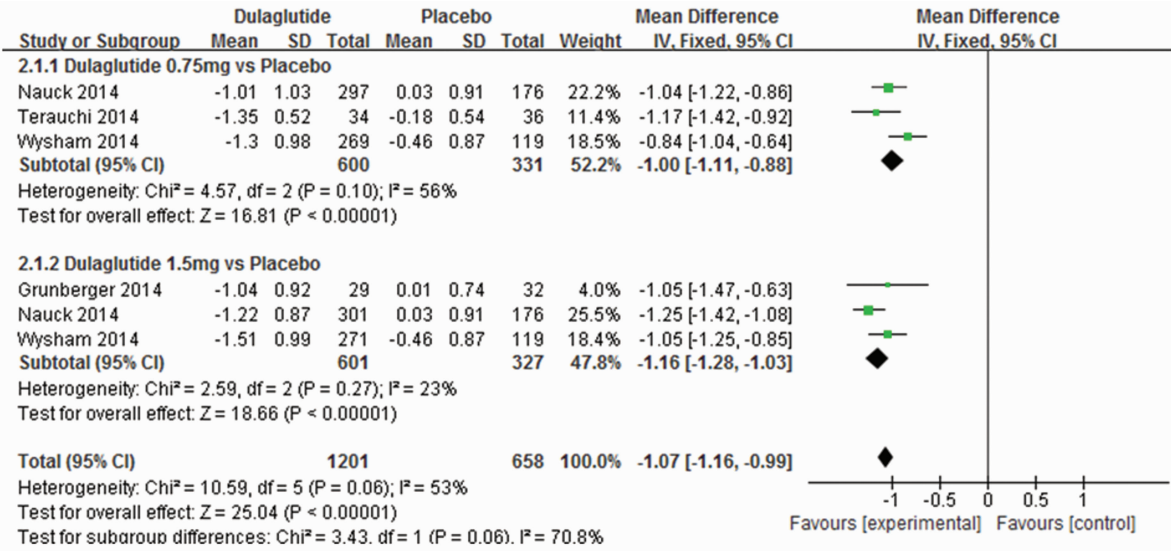 Dulaglutide Placebo Mean Difference Mean Difference
Study or Subgroup Mean SD Total Mean SD Total Weight IV, Fixed, 95% CI IV, Fixed, 95% CI
2.1.1 Dulaglutide 0.75mg vs Placebo
Nauck 2014 -1.01 1.03 297 0.03 0.91 176 22.2% -1.04 [-1.22, -0.86]
Terauchi 2014 -1.35 0.52 34 -0.18 0.54 36 11.4% -1.17 [-1.42, -0.92]
Wysham 2014 -1.3 0.98 269 -0.46 0.87 119 18.5% -0.84 [-1.04, -0.64]
Subtotal (95% CI) 600 331 52.2% -1.00 [-1.11, -0.88]
Heterogeneity: Chi² = 4.57, df = 2 (P = 0.10); I² = 56%
Test for overall effect: Z = 16.81 (P < 0.00001)
2.1.2 Dulaglutide 1.5mg vs Placebo
Grunberger 2014 -1.04 0.92 29 0.01 0.74 32 4.0% -1.05 [-1.47, -0.63]
Nauck 2014 -1.22 0.87 301 0.03 0.91 176 25.5% -1.25 [-1.42, -1.08]
Wysham 2014 -1.51 0.99 271 -0.46 0.87 119 18.4% -1.05 [-1.25, -0.85]
Subtotal (95% CI) 601 327 47.8% -1.16 [-1.28, -1.03]
Heterogeneity: Chi² = 2.59, df = 2 (P = 0.27); I² = 23%
Test for overall effect: Z = 18.66 (P < 0.00001)
Total (95% CI) 1201 658 100.0% -1.07 [-1.16, -0.99]
Heterogeneity: Chi² = 10.59, df = 5 (P = 0.06); I² = 53%
Test for overall effect: Z = 25.04 (P < 0.00001)
Test for subgroup differences: Chi² = 3.43, df = 1 (P = 0.06), I² = 70.8%
-1 -0.5 0 0.5 1
Favours [experimental] Favours [control]